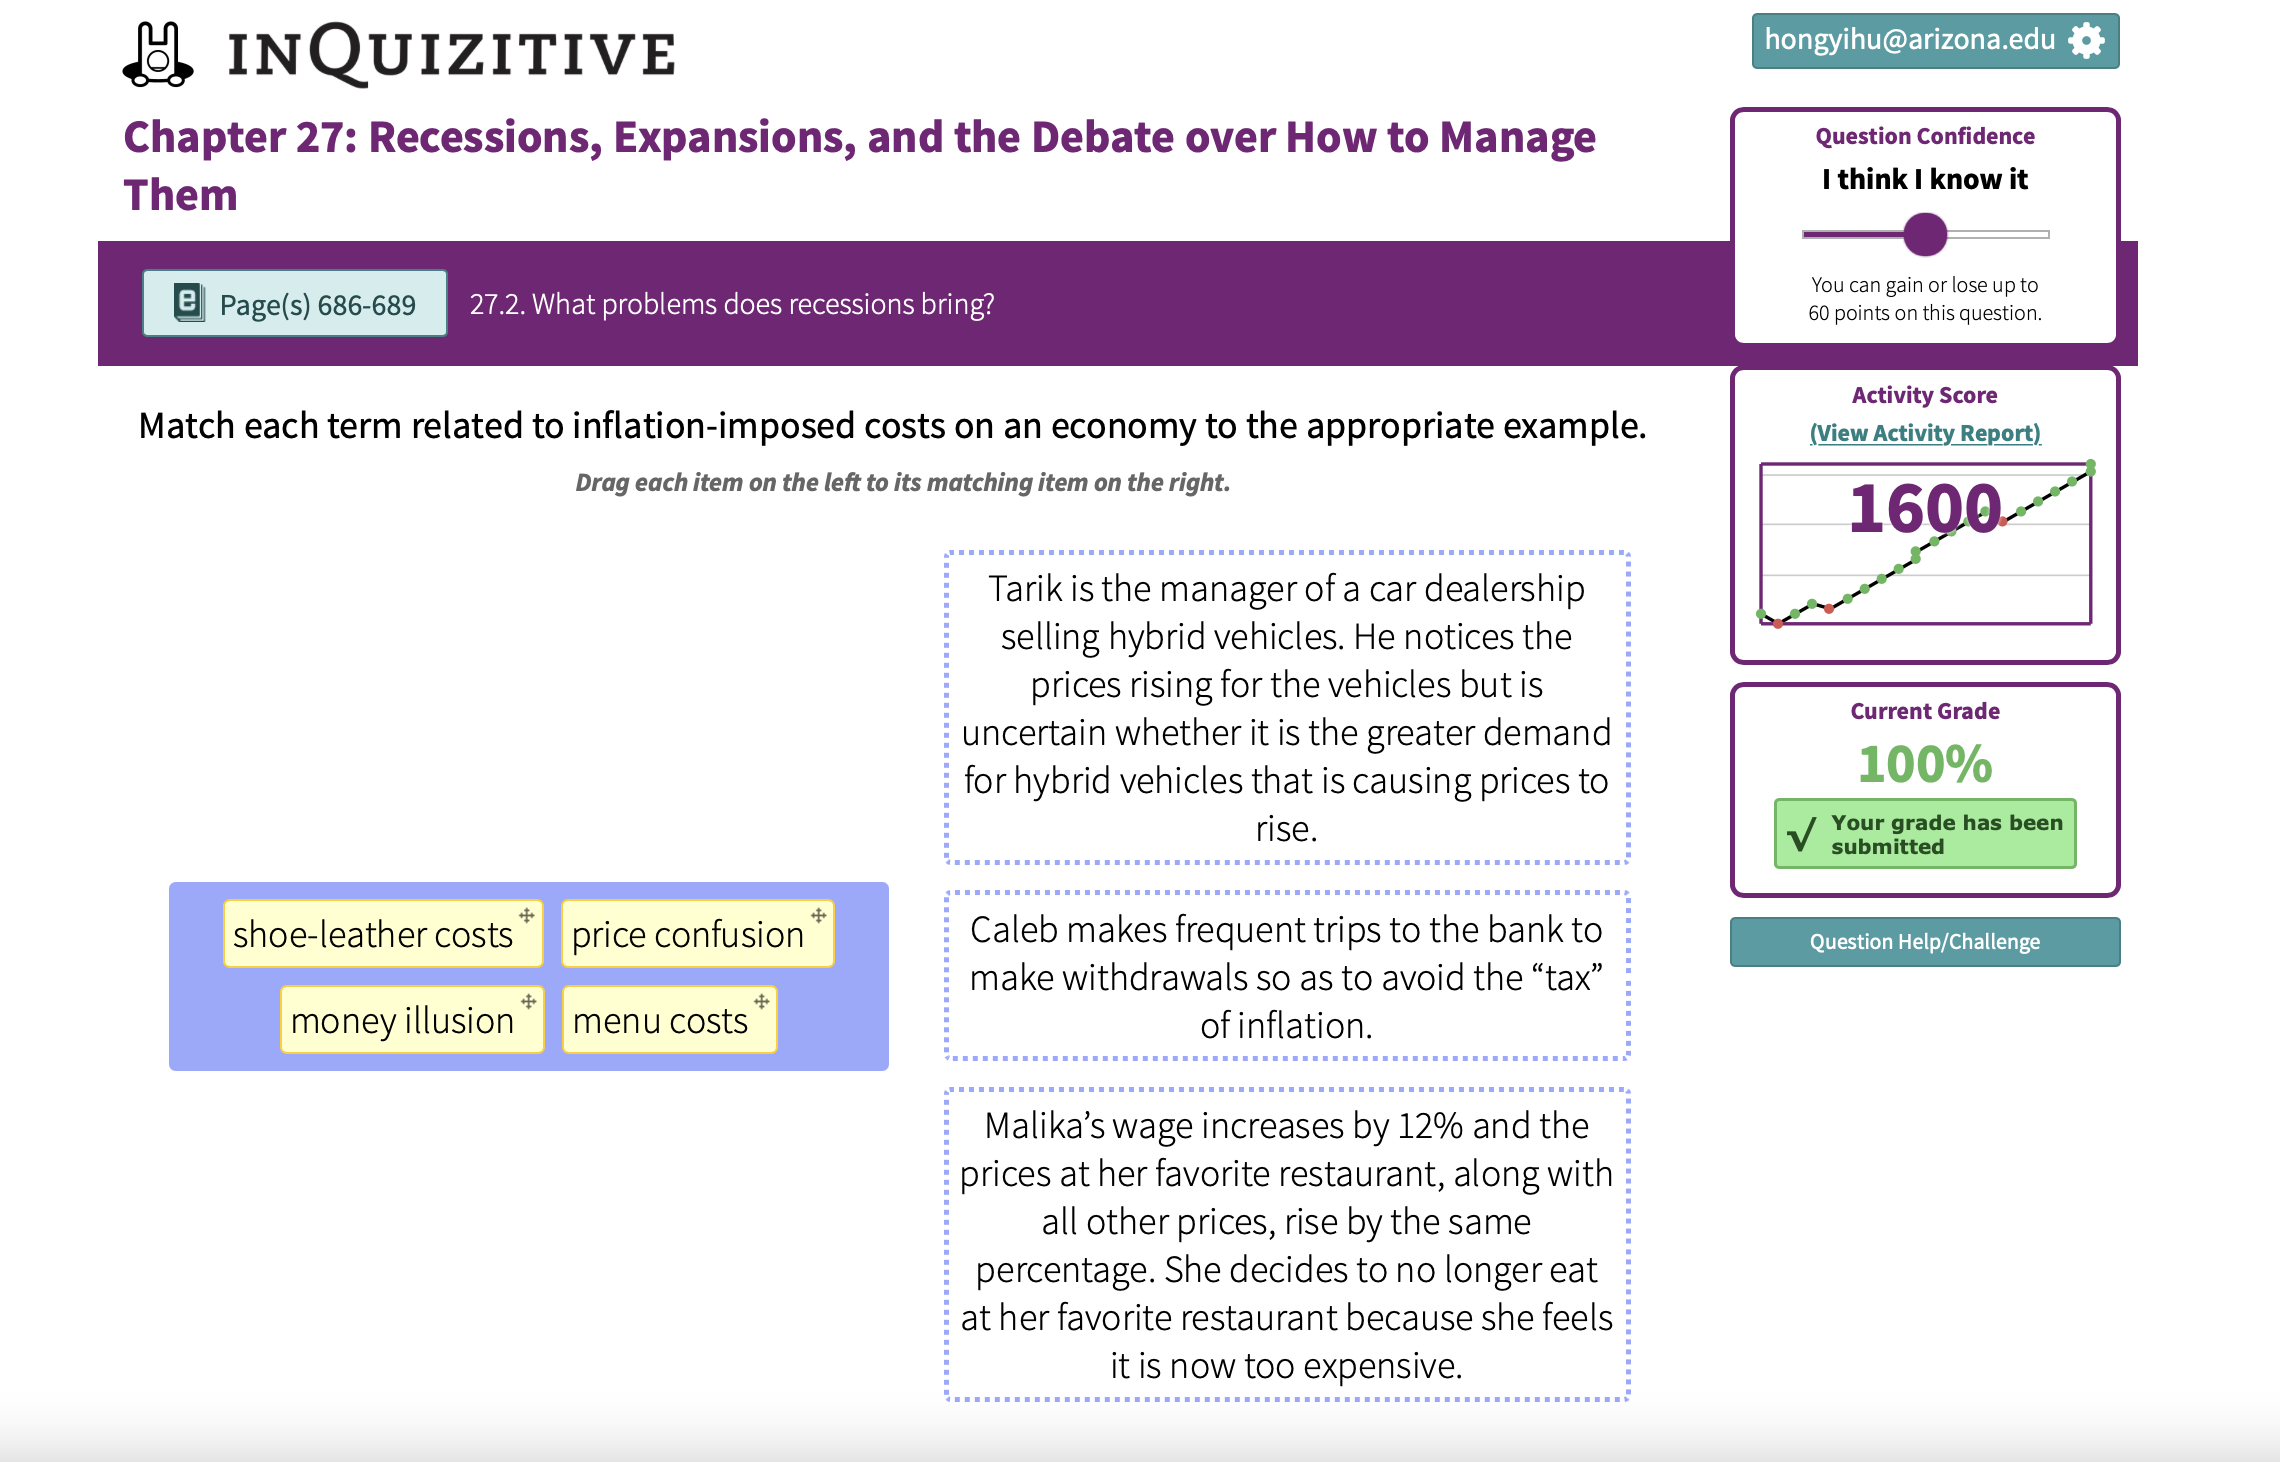 INQUIZITIVE
hongyihu@arizona.edu
Chapter 27: Recessions, Expansions, and the Debate over How to Manage
Them
Page(s) 686-689
27.2. What problems does recessions bring?
Question Confidence
I think I know it
You can gain or lose up to
60 points on this question.
Match each term related to inflation-imposed costs on an economy to the appropriate example.
Drag each item on the left to its matching item on the right.
shoe-leather costs
price confusion
money illusion
menu costs
Tarik is the manager of a car dealership
selling hybrid vehicles. He notices the
prices rising for the vehicles but is
uncertain whether it is the greater demand
for hybrid vehicles that is causing prices to
rise.
Caleb makes frequent trips to the bank to
make withdrawals so as to avoid the “tax”
of inflation.
Malika’s wage increases by 12% and the
prices at her favorite restaurant, along with
all other prices, rise by the same
percentage. She decides to no longer eat
at her favorite restaurant because she feels
it is now too expensive.
Activity Score
(View Activity Report)
1600
Current Grade
100%
√ Your grade has been
submitted
Question Help/Challenge